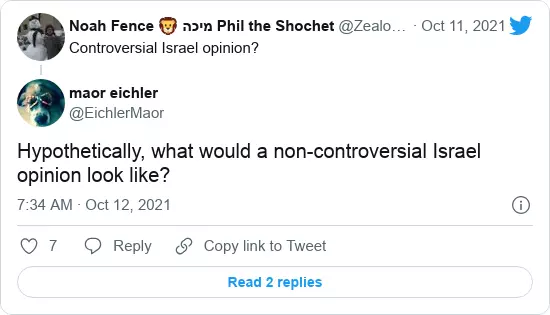 Noah Fence 🦁 מיכה Phil the Shochet @Zealo… · Oct 11, 2021
Controversial Israel opinion?
maor eichler
@EichlerMaor
Hypothetically, what would a non-controversial Israel
opinion look like?
7:34 AM · Oct 12, 2021
7 Reply Copy link to Tweet
Read 2 replies